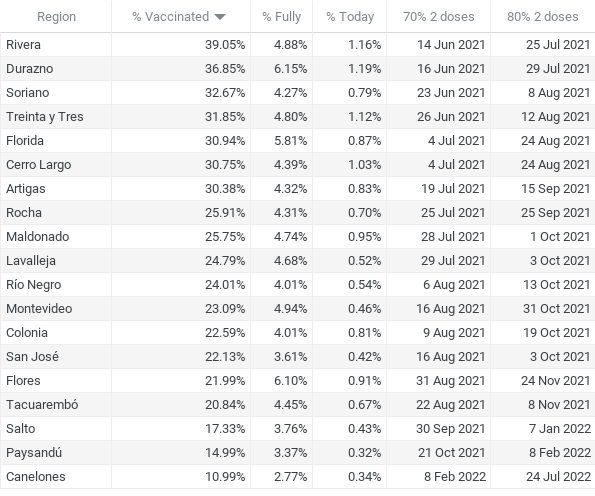 Region % Vaccinated % Fully % Today 70% 2 doses 80% 2 doses
Rivera 39.05% 4.88% 1.16% 14 Jun 2021 25 Jul 2021
Durazno 36.85% 6.15% 1.19% 16 Jun 2021 29 Jul 2021
Soriano 32.67% 4.27% 0.79% 23 Jun 2021 8 Aug 2021
Treinta y Tres 31.85% 4.80% 1.12% 26 Jun 2021 12 Aug 2021
Florida 30.94% 5.81% 0.87% 4 Jul 2021 24 Aug 2021
Cerro Largo 30.75% 4.39% 1.03% 4 Jul 2021 24 Aug 2021
Artigas 30.38% 4.32% 0.83% 19 Jul 2021 15 Sep 2021
Rocha 25.91% 4.31% 0.70% 25 Jul 2021 25 Sep 2021
Maldonado 25.75% 4.74% 0.95% 28 Jul 2021 1 Oct 2021
Lavalleja 24.79% 4.68% 0.52% 29 Jul 2021 3 Oct 2021
Río Negro 24.01% 4.01% 0.54% 6 Aug 2021 13 Oct 2021
Montevideo 23.09% 4.94% 0.46% 16 Aug 2021 31 Oct 2021
Colonia 22.59% 4.01% 0.81% 9 Aug 2021 19 Oct 2021
San José 22.13% 3.61% 0.42% 16 Aug 2021 3 Oct 2021
Flores 21.99% 6.10% 0.91% 31 Aug 2021 24 Nov 2021
Tacuarembó 20.84% 4.45% 0.67% 22 Aug 2021 8 Nov 2021
Salto 17.33% 3.76% 0.43% 30 Sep 2021 7 Jan 2022
Paysandú 14.99% 3.37% 0.32% 21 Oct 2021 8 Feb 2022
Canelones 10.99% 2.77% 0.34% 8 Feb 2022 24 Jul 2022